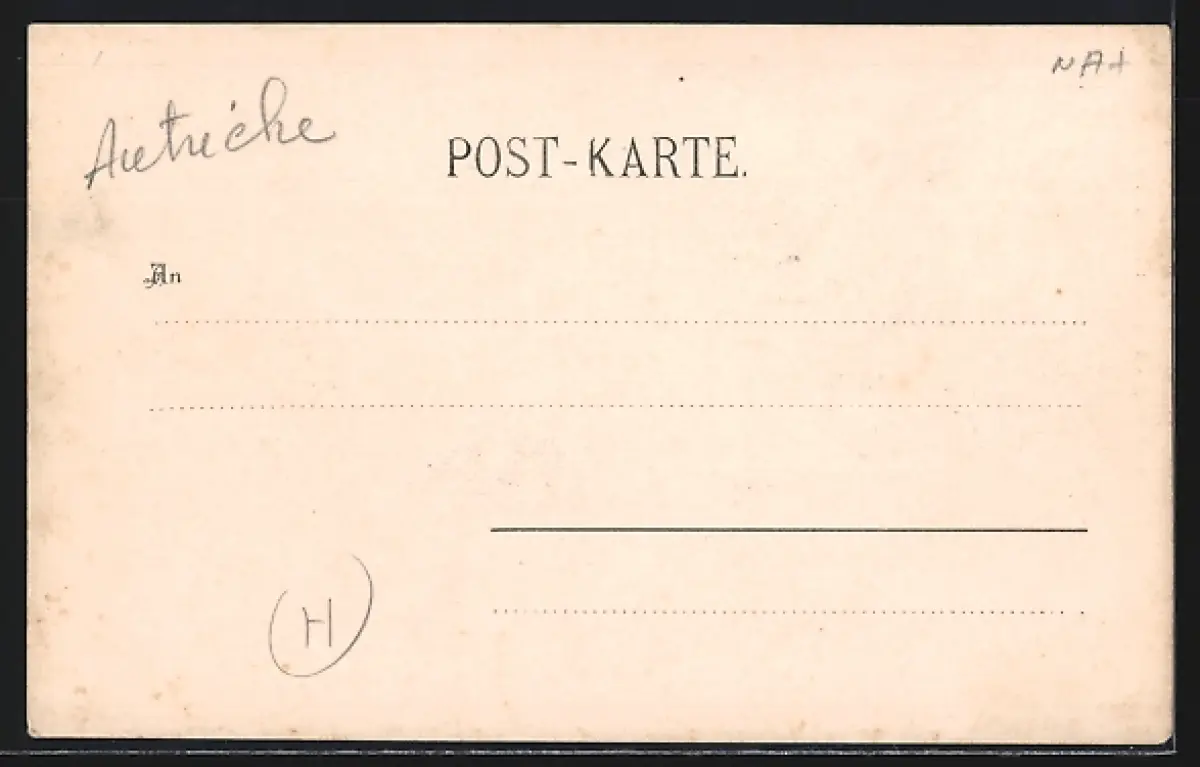 NA+
Autriche
POST-KARTE.
An
H